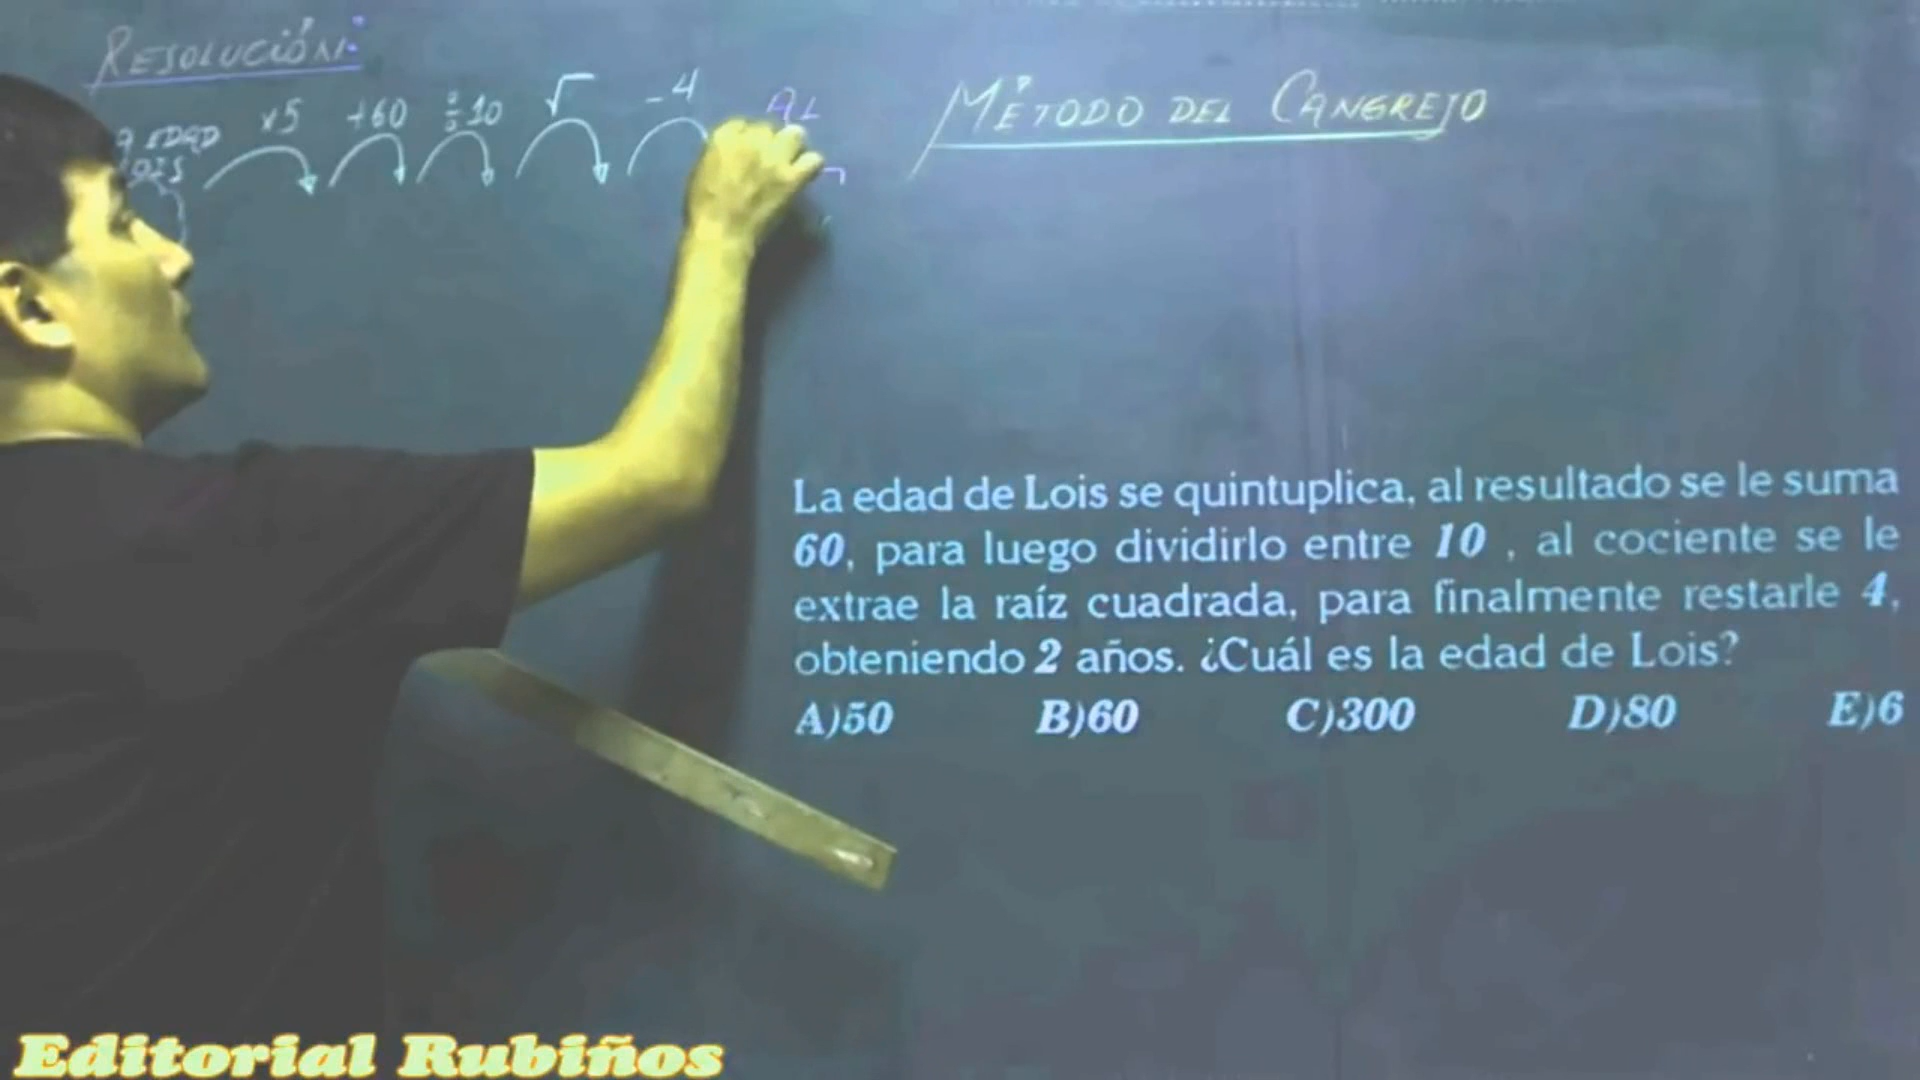 RESOLUCIÓN:
MÉTODO DEL CANGREJO
×5 +60 ÷10 √ -4 AL
EDAD
La edad de Lois se quintuplica, al resultado se le suma
60, para luego dividirlo entre 10 , al cociente se le
extrae la raíz cuadrada, para finalmente restarle 4,
obteniendo 2 años. ¿Cuál es la edad de Lois?
A)50 B)60 C)300 D)80 E)6
Editorial Rubiños